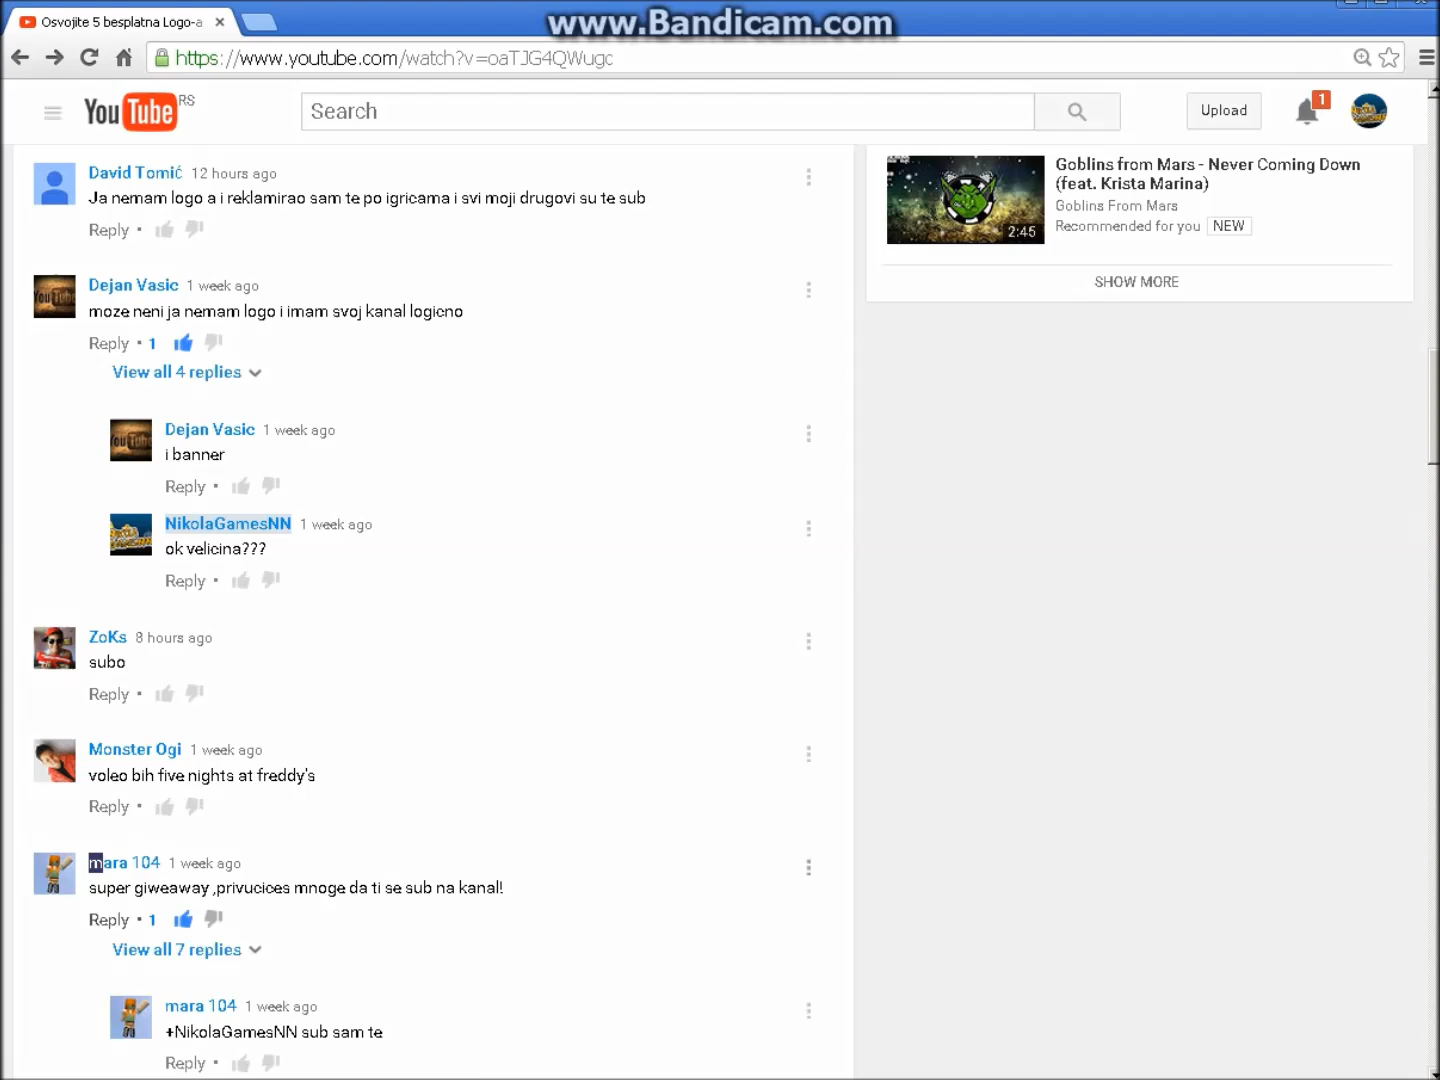 Osvojite 5 besplatna Logo-a
www.Bandicam.com
https://www.youtube.com/watch?v=oaTJG4QWugc
YouTube RS
Search
Upload
1
David Tomić 12 hours ago
Ja nemam logo a i reklamirao sam te po igricama i svi moji drugovi su te sub
Reply •
Goblins from Mars - Never Coming Down
(feat. Krista Marina)
Goblins From Mars
Recommended for you NEW
2:45
SHOW MORE
Dejan Vasic 1 week ago
moze neni ja nemam logo i imam svoj kanal logicno
Reply • 1
View all 4 replies
Dejan Vasic 1 week ago
i banner
Reply •
NikolaGamesNN 1 week ago
ok velicina???
Reply •
ZoKs 8 hours ago
subo
Reply •
Monster Ogi 1 week ago
voleo bih five nights at freddy's
Reply •
mara 104 1 week ago
super giweaway ,privucices mnoge da ti se sub na kanal!
Reply • 1
View all 7 replies
mara 104 1 week ago
+NikolaGamesNN sub sam te
Reply •